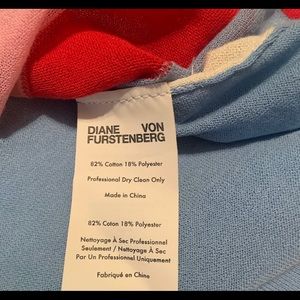 DIANE VON
FURSTENBERG
82% Cotton 18% Polyester
Professional Dry Clean Only
Made in China
82% Coton 18% Polyester
Nettoyage À Sec Professionnel
Seulement / Nettoyage À Sec
Par Un Professionnel Uniquement
Fabriqué en Chine